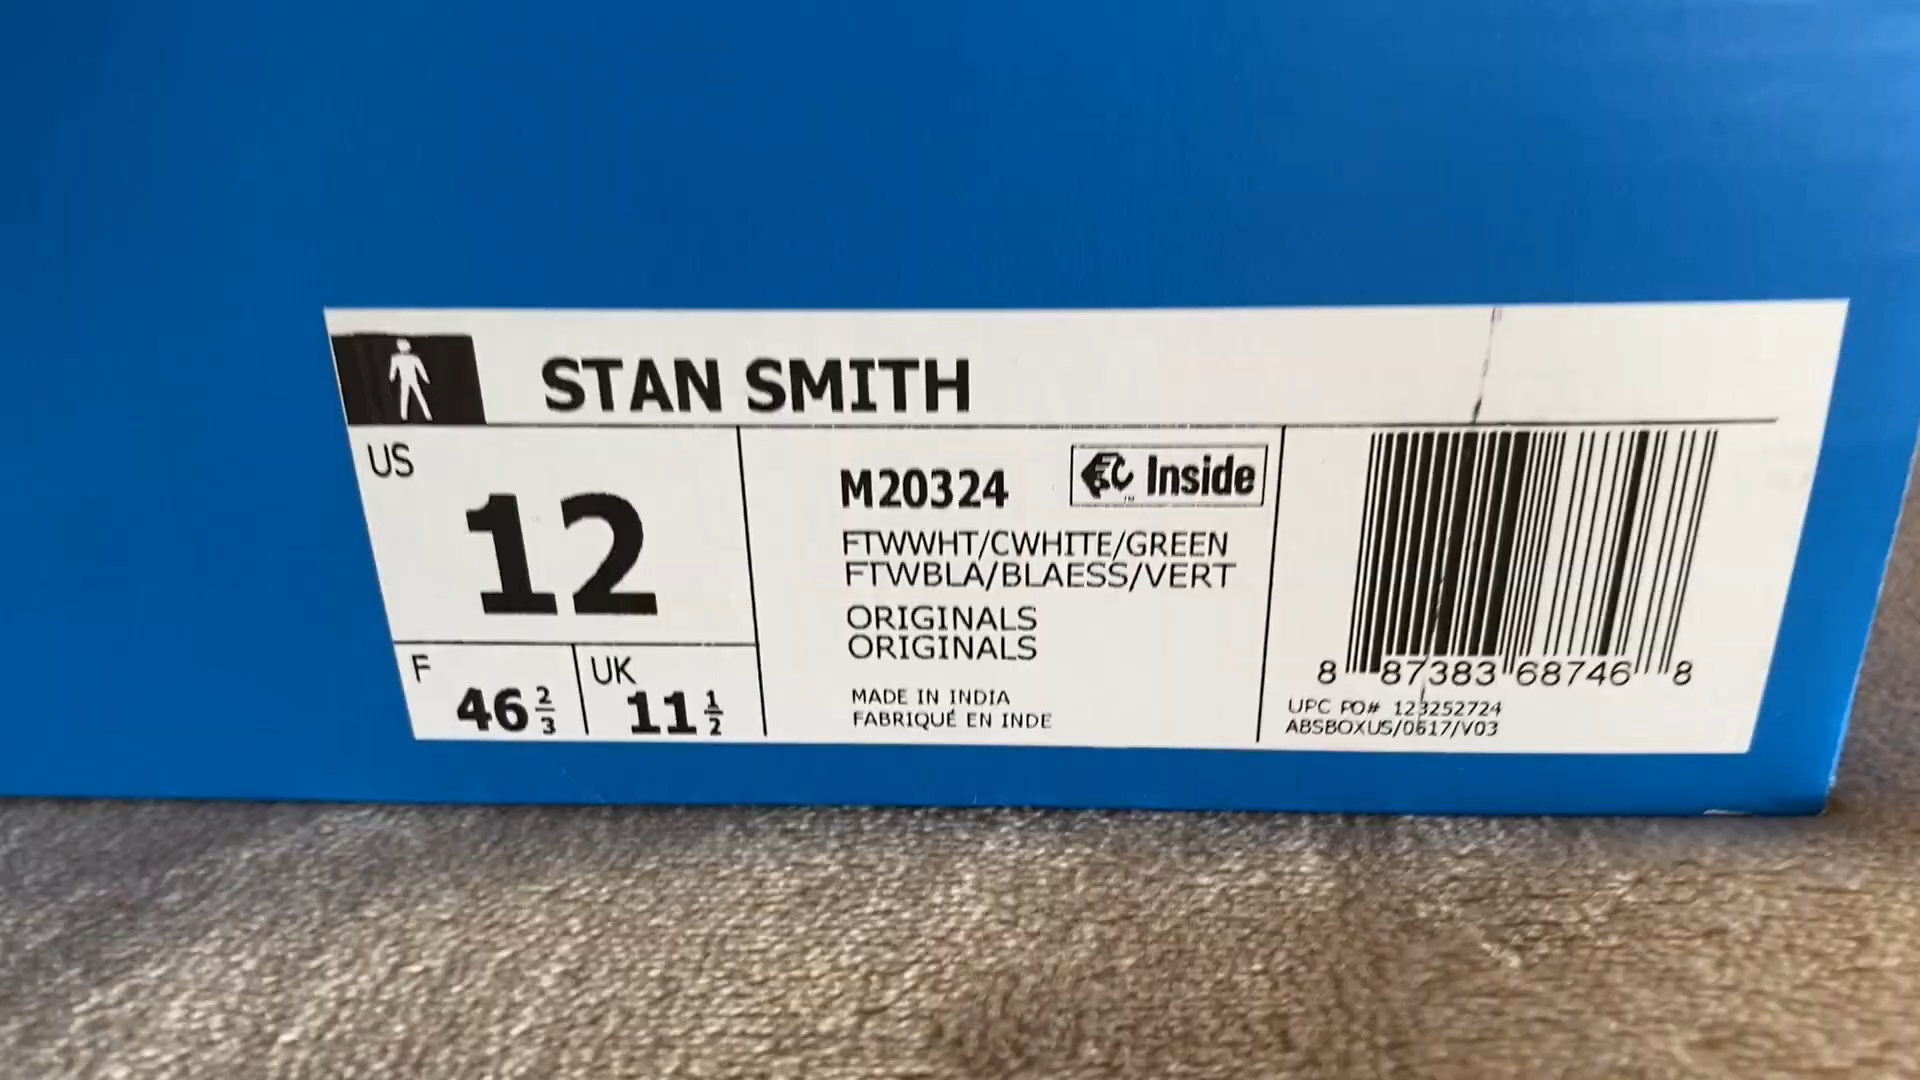 STAN SMITH
US
12
F
46 2/3
UK
11 1/2
M20324
Inside
FTWWHT/CWHITE/GREEN
FTWBLA/BLAESS/VERT
ORIGINALS
ORIGINALS
MADE IN INDIA
FABRIQUÉ EN INDE
8 87383 68746 8
UPC PO# 123252724
ABSBOXUS/0617/V03